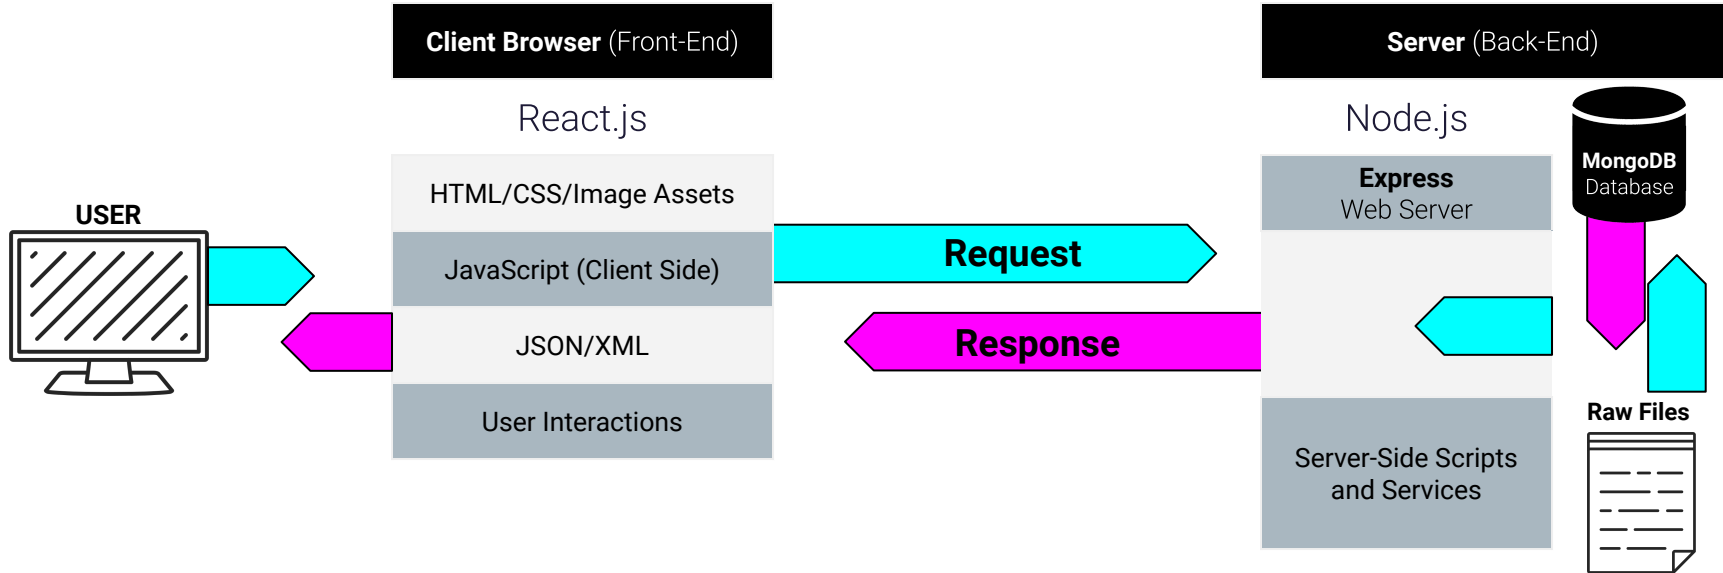 Client Browser (Front-End)
Server (Back-End)
React.js
Node.js
HTML/CSS/Image Assets
JavaScript (Client Side)
JSON/XML
User Interactions
USER
Request
Response
Express
Web Server
Server-Side Scripts
and Services
MongoDB
Database
Raw Files